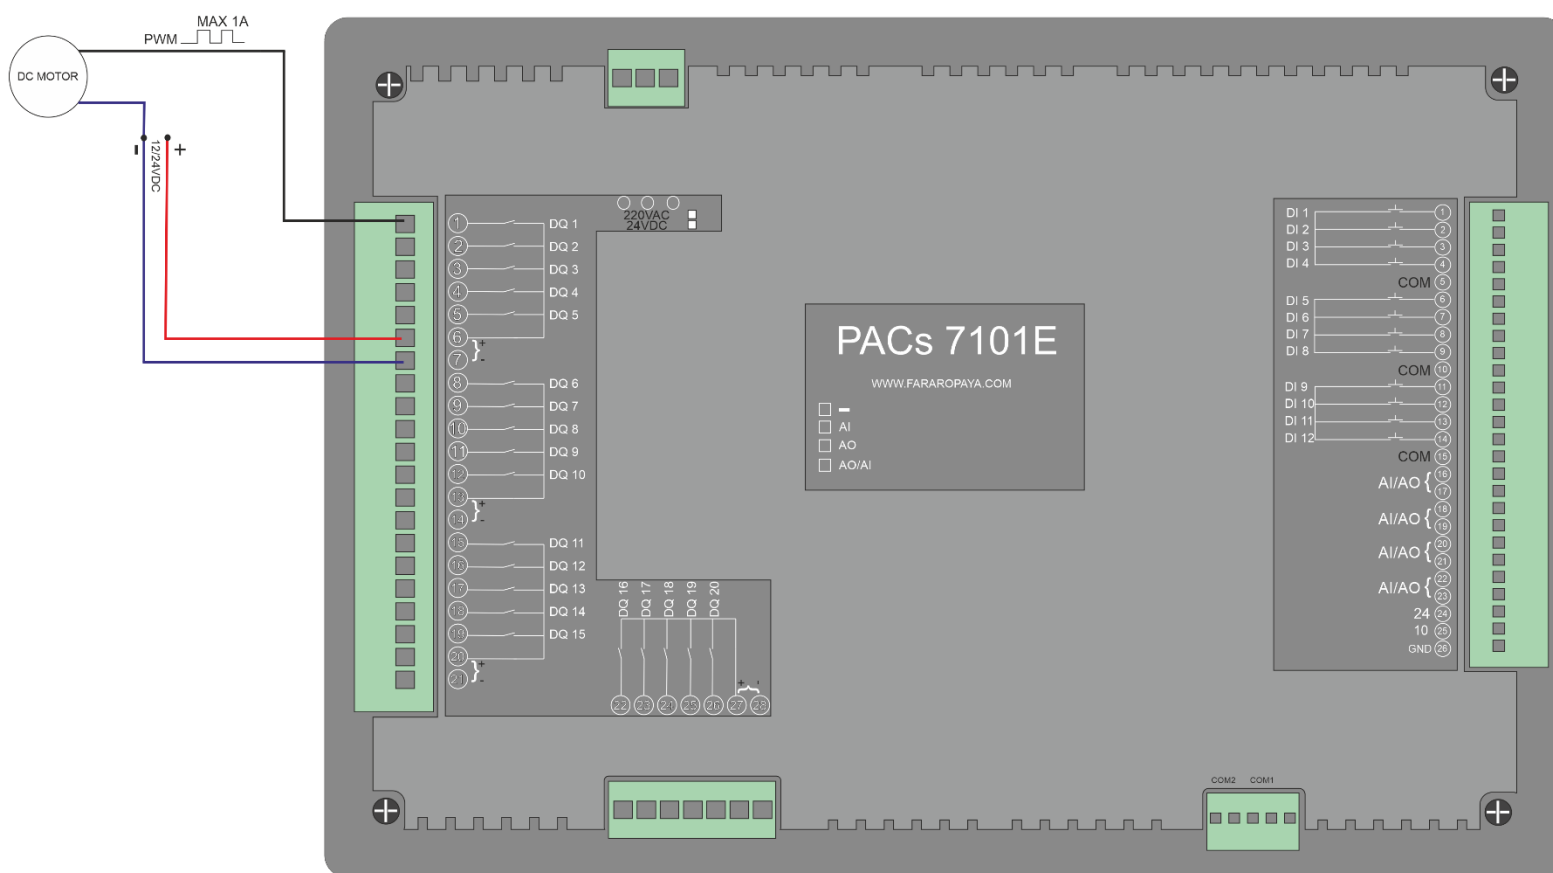 MAX 1A
PWM
DC MOTOR
-
12/24VDC
+
220VAC
24VDC
1 DQ 1
2 DQ 2
3 DQ 3
4 DQ 4
5 DQ 5
6 +
7 -
8 DQ 6
9 DQ 7
10 DQ 8
11 DQ 9
12 DQ 10
13 +
14 -
15 DQ 11
16 DQ 12
17 DQ 13
18 DQ 14
19 DQ 15
20 +
21 -
DQ 16
DQ 17
DQ 18
DQ 19
DQ 20
+ -
22 23 24 25 26 27 28
PACs 7101E
WWW.FARAROPAYA.COM
-
AI
AO
AO/AI
DI 1 1
DI 2 2
DI 3 3
DI 4 4
COM 5
DI 5 6
DI 6 7
DI 7 8
DI 8 9
COM 10
DI 9 11
DI 10 12
DI 11 13
DI 12 14
COM 15
AI/AO { 16
17
AI/AO { 18
19
AI/AO { 20
21
AI/AO { 22
23
24 24
10 25
GND 26
COM2 COM1